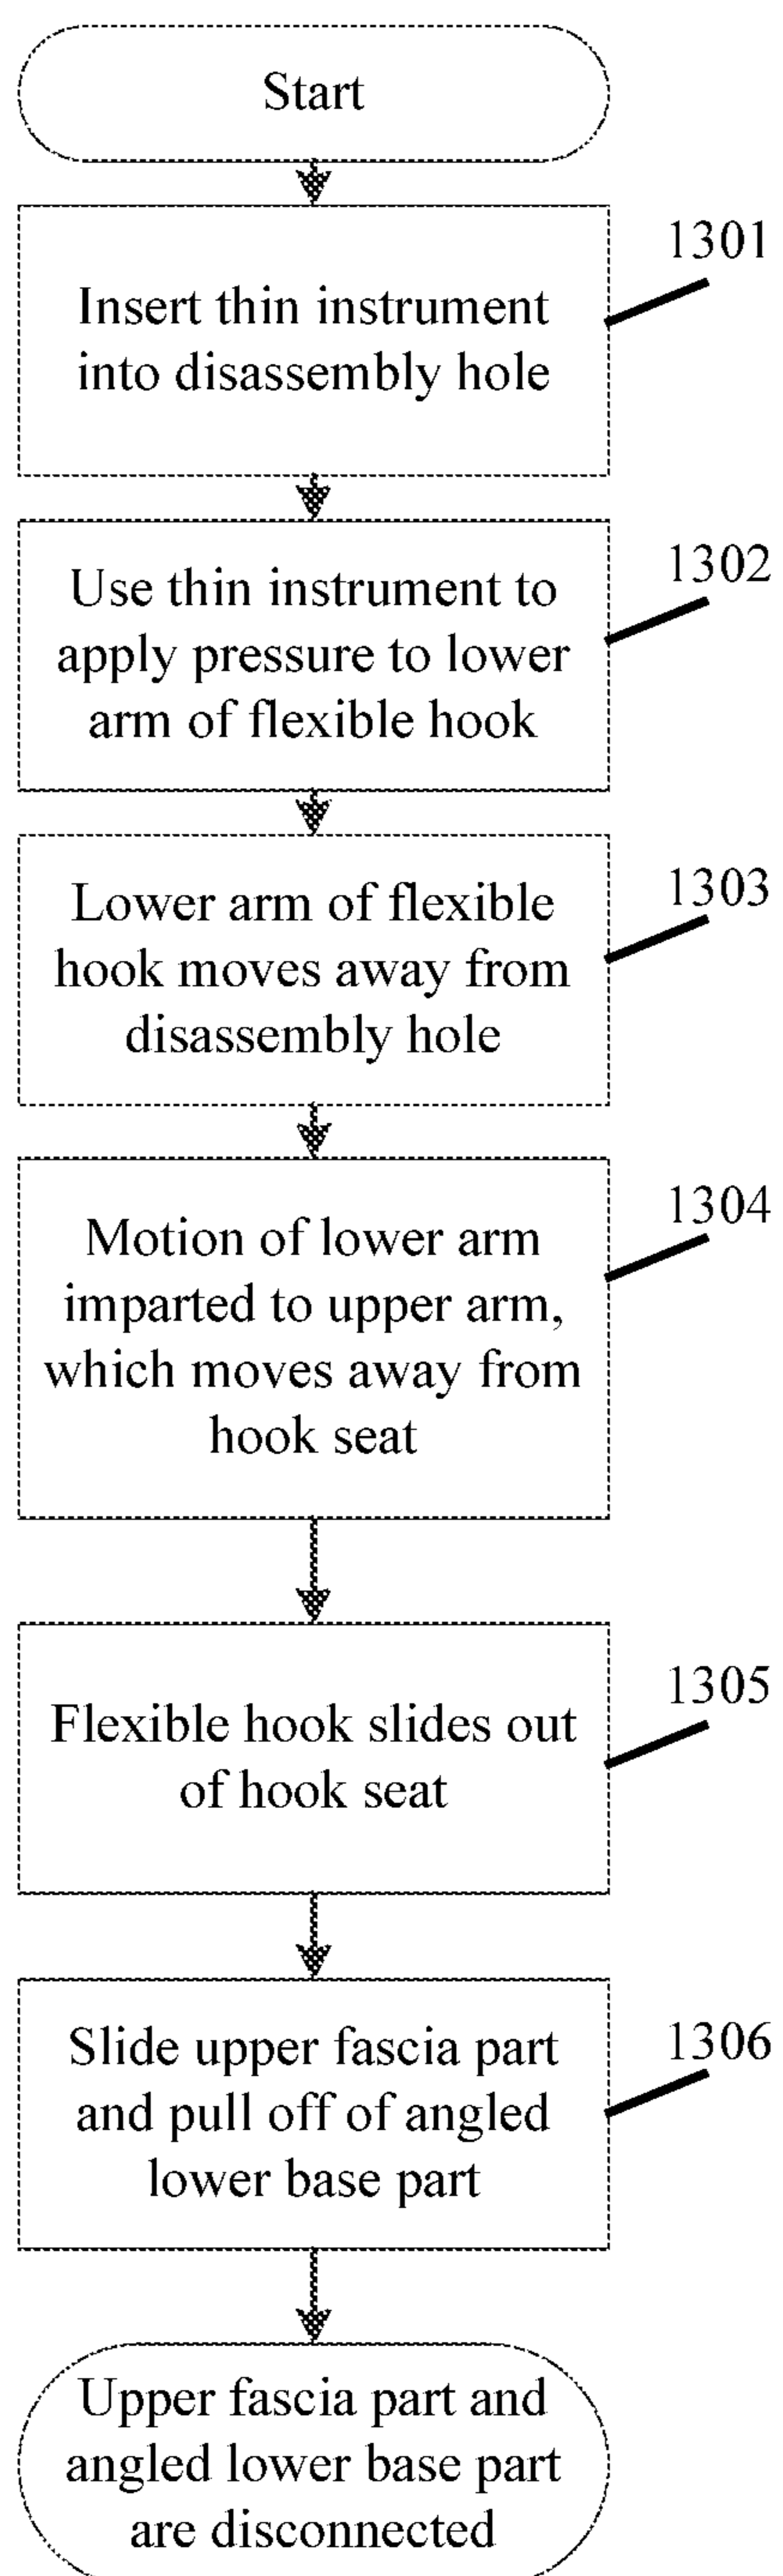 Start
1301
Insert thin instrument
into disassembly hole
1302
Use thin instrument to
apply pressure to lower
arm of flexible hook
1303
Lower arm of flexible
hook moves away from
disassembly hole
1304
Motion of lower arm
imparted to upper arm,
which moves away from
hook seat
1305
Flexible hook slides out
of hook seat
1306
Slide upper fascia part
and pull off of angled
lower base part
Upper fascia part and
angled lower base part
are disconnected